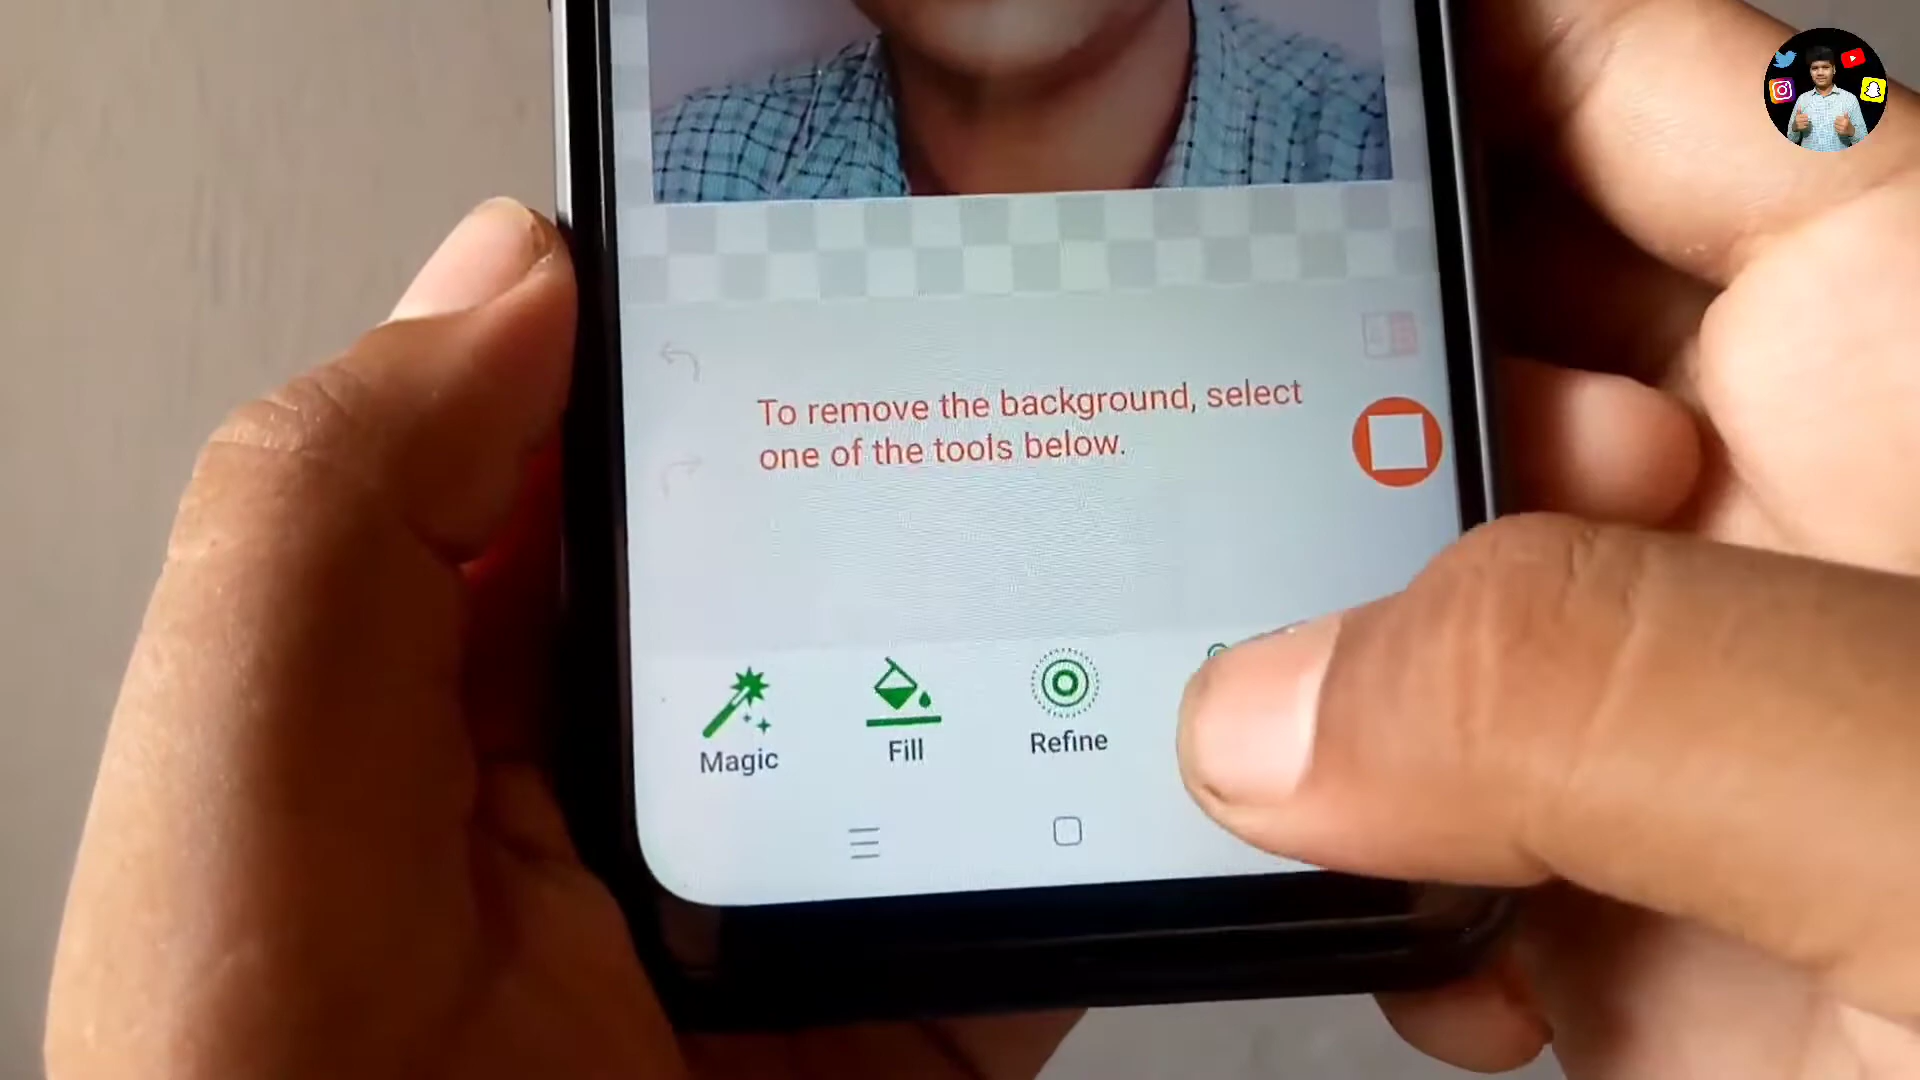 To remove the background, select
one of the tools below.
Magic
Fill
Refine